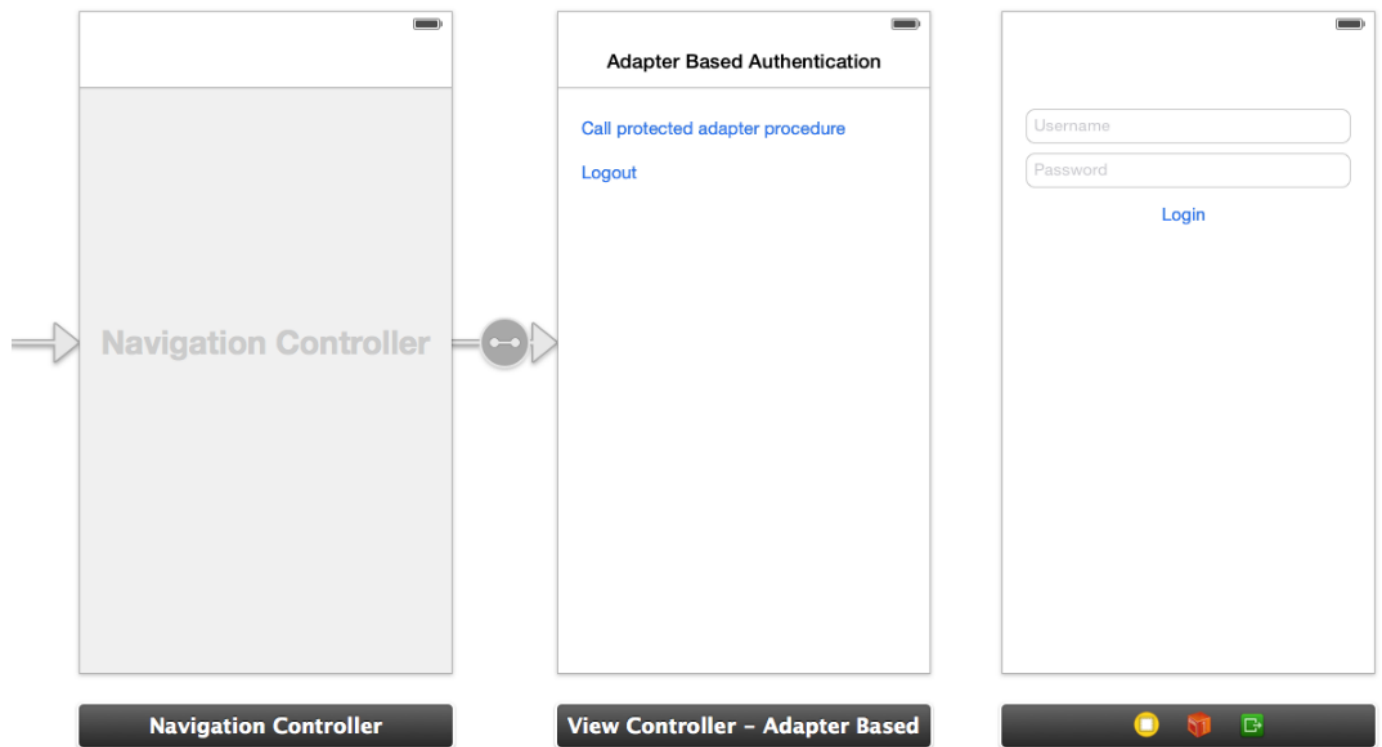 Navigation Controller
Navigation Controller
Adapter Based Authentication
Call protected adapter procedure
Logout
View Controller – Adapter Based
Username
Password
Login